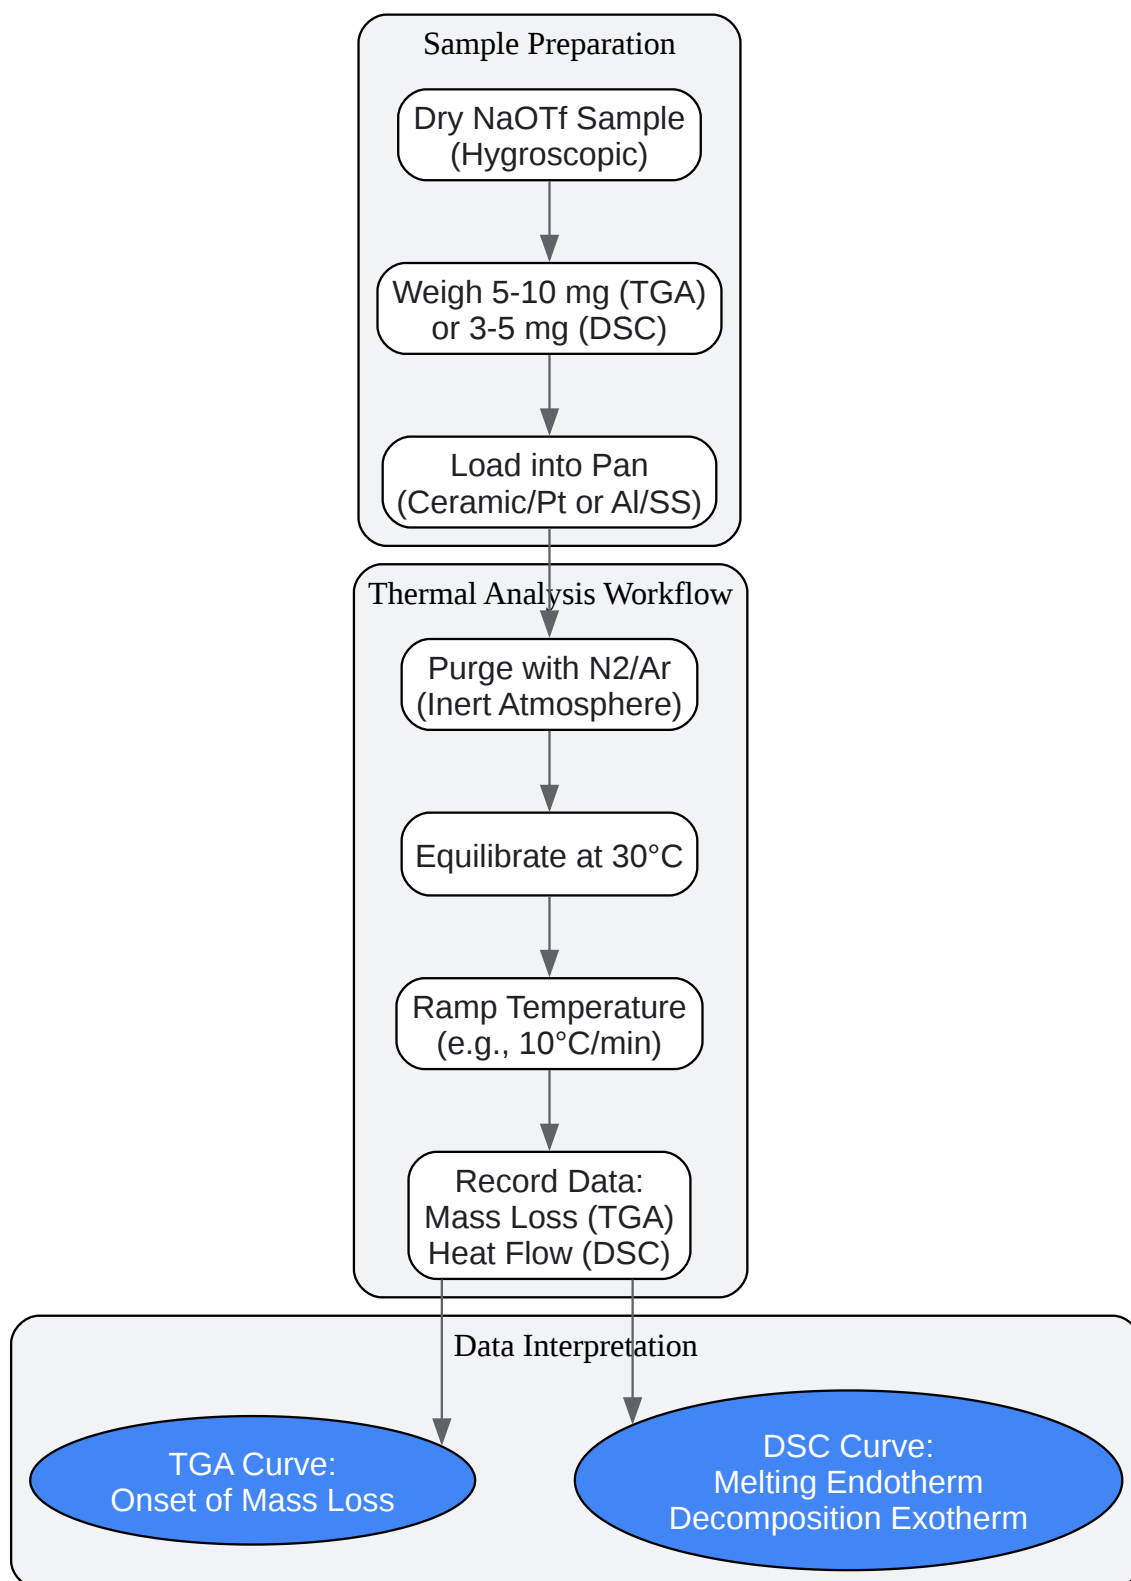 Sample Preparation
Dry NaOTf Sample
(Hygroscopic)
Weigh 5-10 mg (TGA)
or 3-5 mg (DSC)
Load into Pan
(Ceramic/Pt or Al/SS)
Thermal Analysis Workflow
Purge with N2/Ar
(Inert Atmosphere)
Equilibrate at 30°C
Ramp Temperature
(e.g., 10°C/min)
Record Data:
Mass Loss (TGA)
Heat Flow (DSC)
Data Interpretation
TGA Curve:
Onset of Mass Loss
DSC Curve:
Melting Endotherm
Decomposition Exotherm